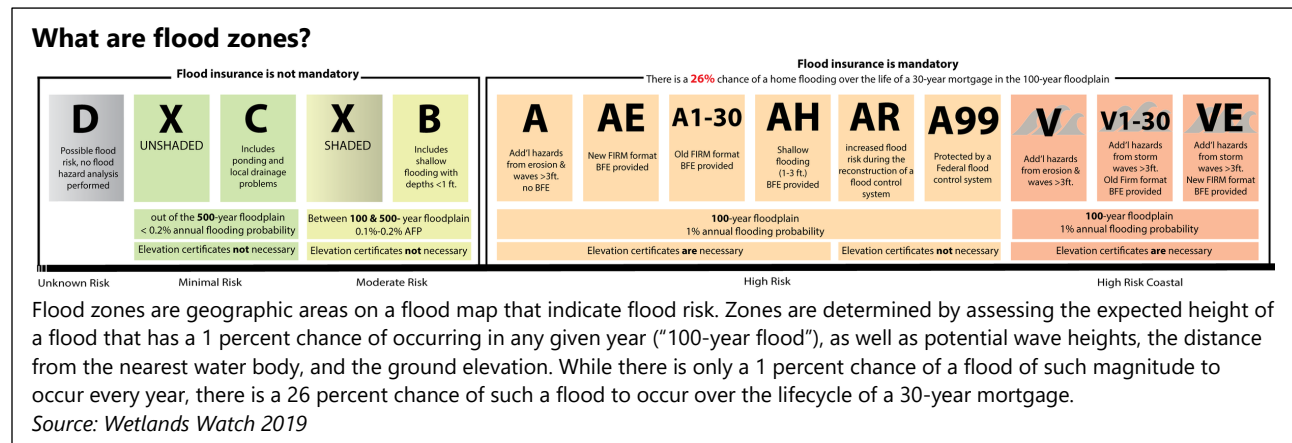 What are flood zones?
Flood insurance is not mandatory
Flood insurance is mandatory
There is a 26% chance of a home flooding over the life of a 30-year mortgage in the 100-year floodplain
D
Possible flood
risk, no flood
hazard analysis
performed
X
UNSHADED
C
Includes
ponding and
local drainage
problems
X
SHADED
B
Includes
shallow
flooding with
depths <1 ft.
A
Add'l hazards
from erosion &
waves >3ft.
no BFE
AE
New FIRM format
BFE provided
A1-30
Old FIRM format
BFE provided
AH
Shallow
flooding
(1-3 ft.)
BFE provided
AR
increased flood
risk during the
reconstruction of a
flood control
system
A99
Protected by a
Federal flood
control system
V
Add'l hazards
from erosion
& waves >3ft.
V1-30
Add'l hazards
from storm
waves >3ft.
Old Firm format
BFE provided
VE
Add'l hazards
from storm
waves >3ft.
New FIRM format
BFE provided
out of the 500-year floodplain
< 0.2% annual flooding probability
Elevation certificates not necessary
Between 100 & 500- year floodplain
0.1%-0.2% AFP
Elevation certificates not necessary
100-year floodplain
1% annual flooding probability
Elevation certificates are necessary
Elevation certificates not necessary
100-year floodplain
1% annual flooding probability
Elevation certificates are necessary
Unknown Risk
Minimal Risk
Moderate Risk
High Risk
High Risk Coastal
Flood zones are geographic areas on a flood map that indicate flood risk. Zones are determined by assessing the expected height of
a flood that has a 1 percent chance of occurring in any given year (“100-year flood”), as well as potential wave heights, the distance
from the nearest water body, and the ground elevation. While there is only a 1 percent chance of a flood of such magnitude to
occur every year, there is a 26 percent chance of such a flood to occur over the lifecycle of a 30-year mortgage.
Source: Wetlands Watch 2019